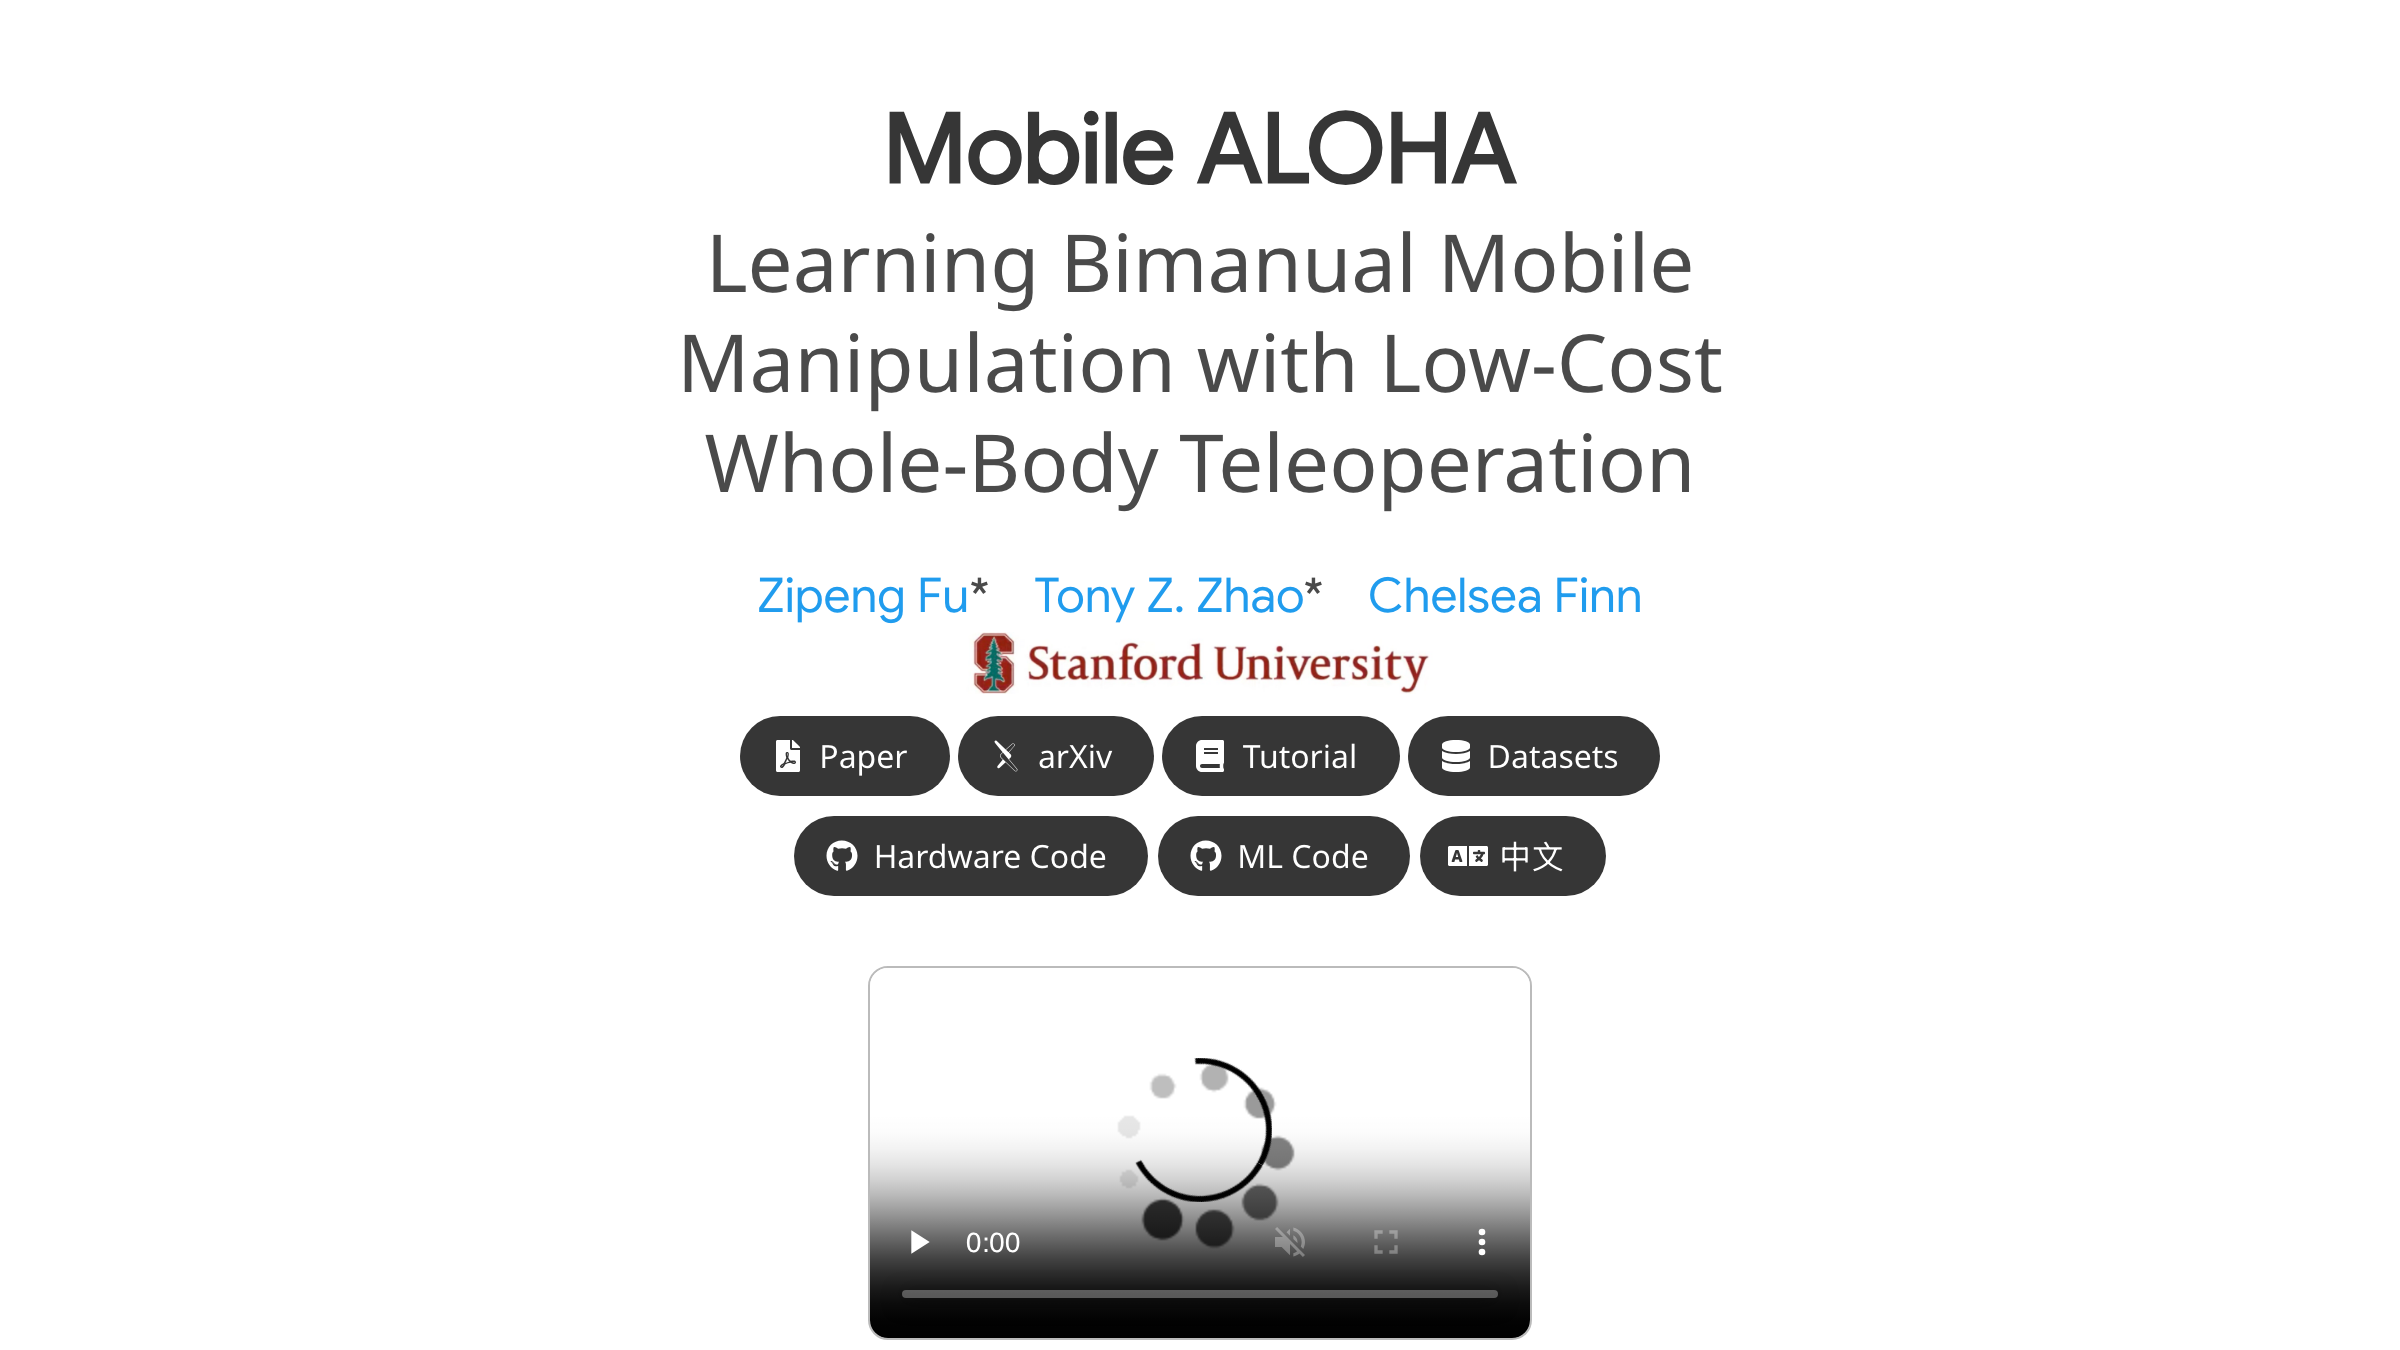 Mobile ALOHA
Learning Bimanual Mobile
Manipulation with Low-Cost
Whole-Body Teleoperation
Zipeng Fu* Tony Z. Zhao* Chelsea Finn
Stanford University
Paper arXiv Tutorial Datasets
Hardware Code ML Code 中文
0:00